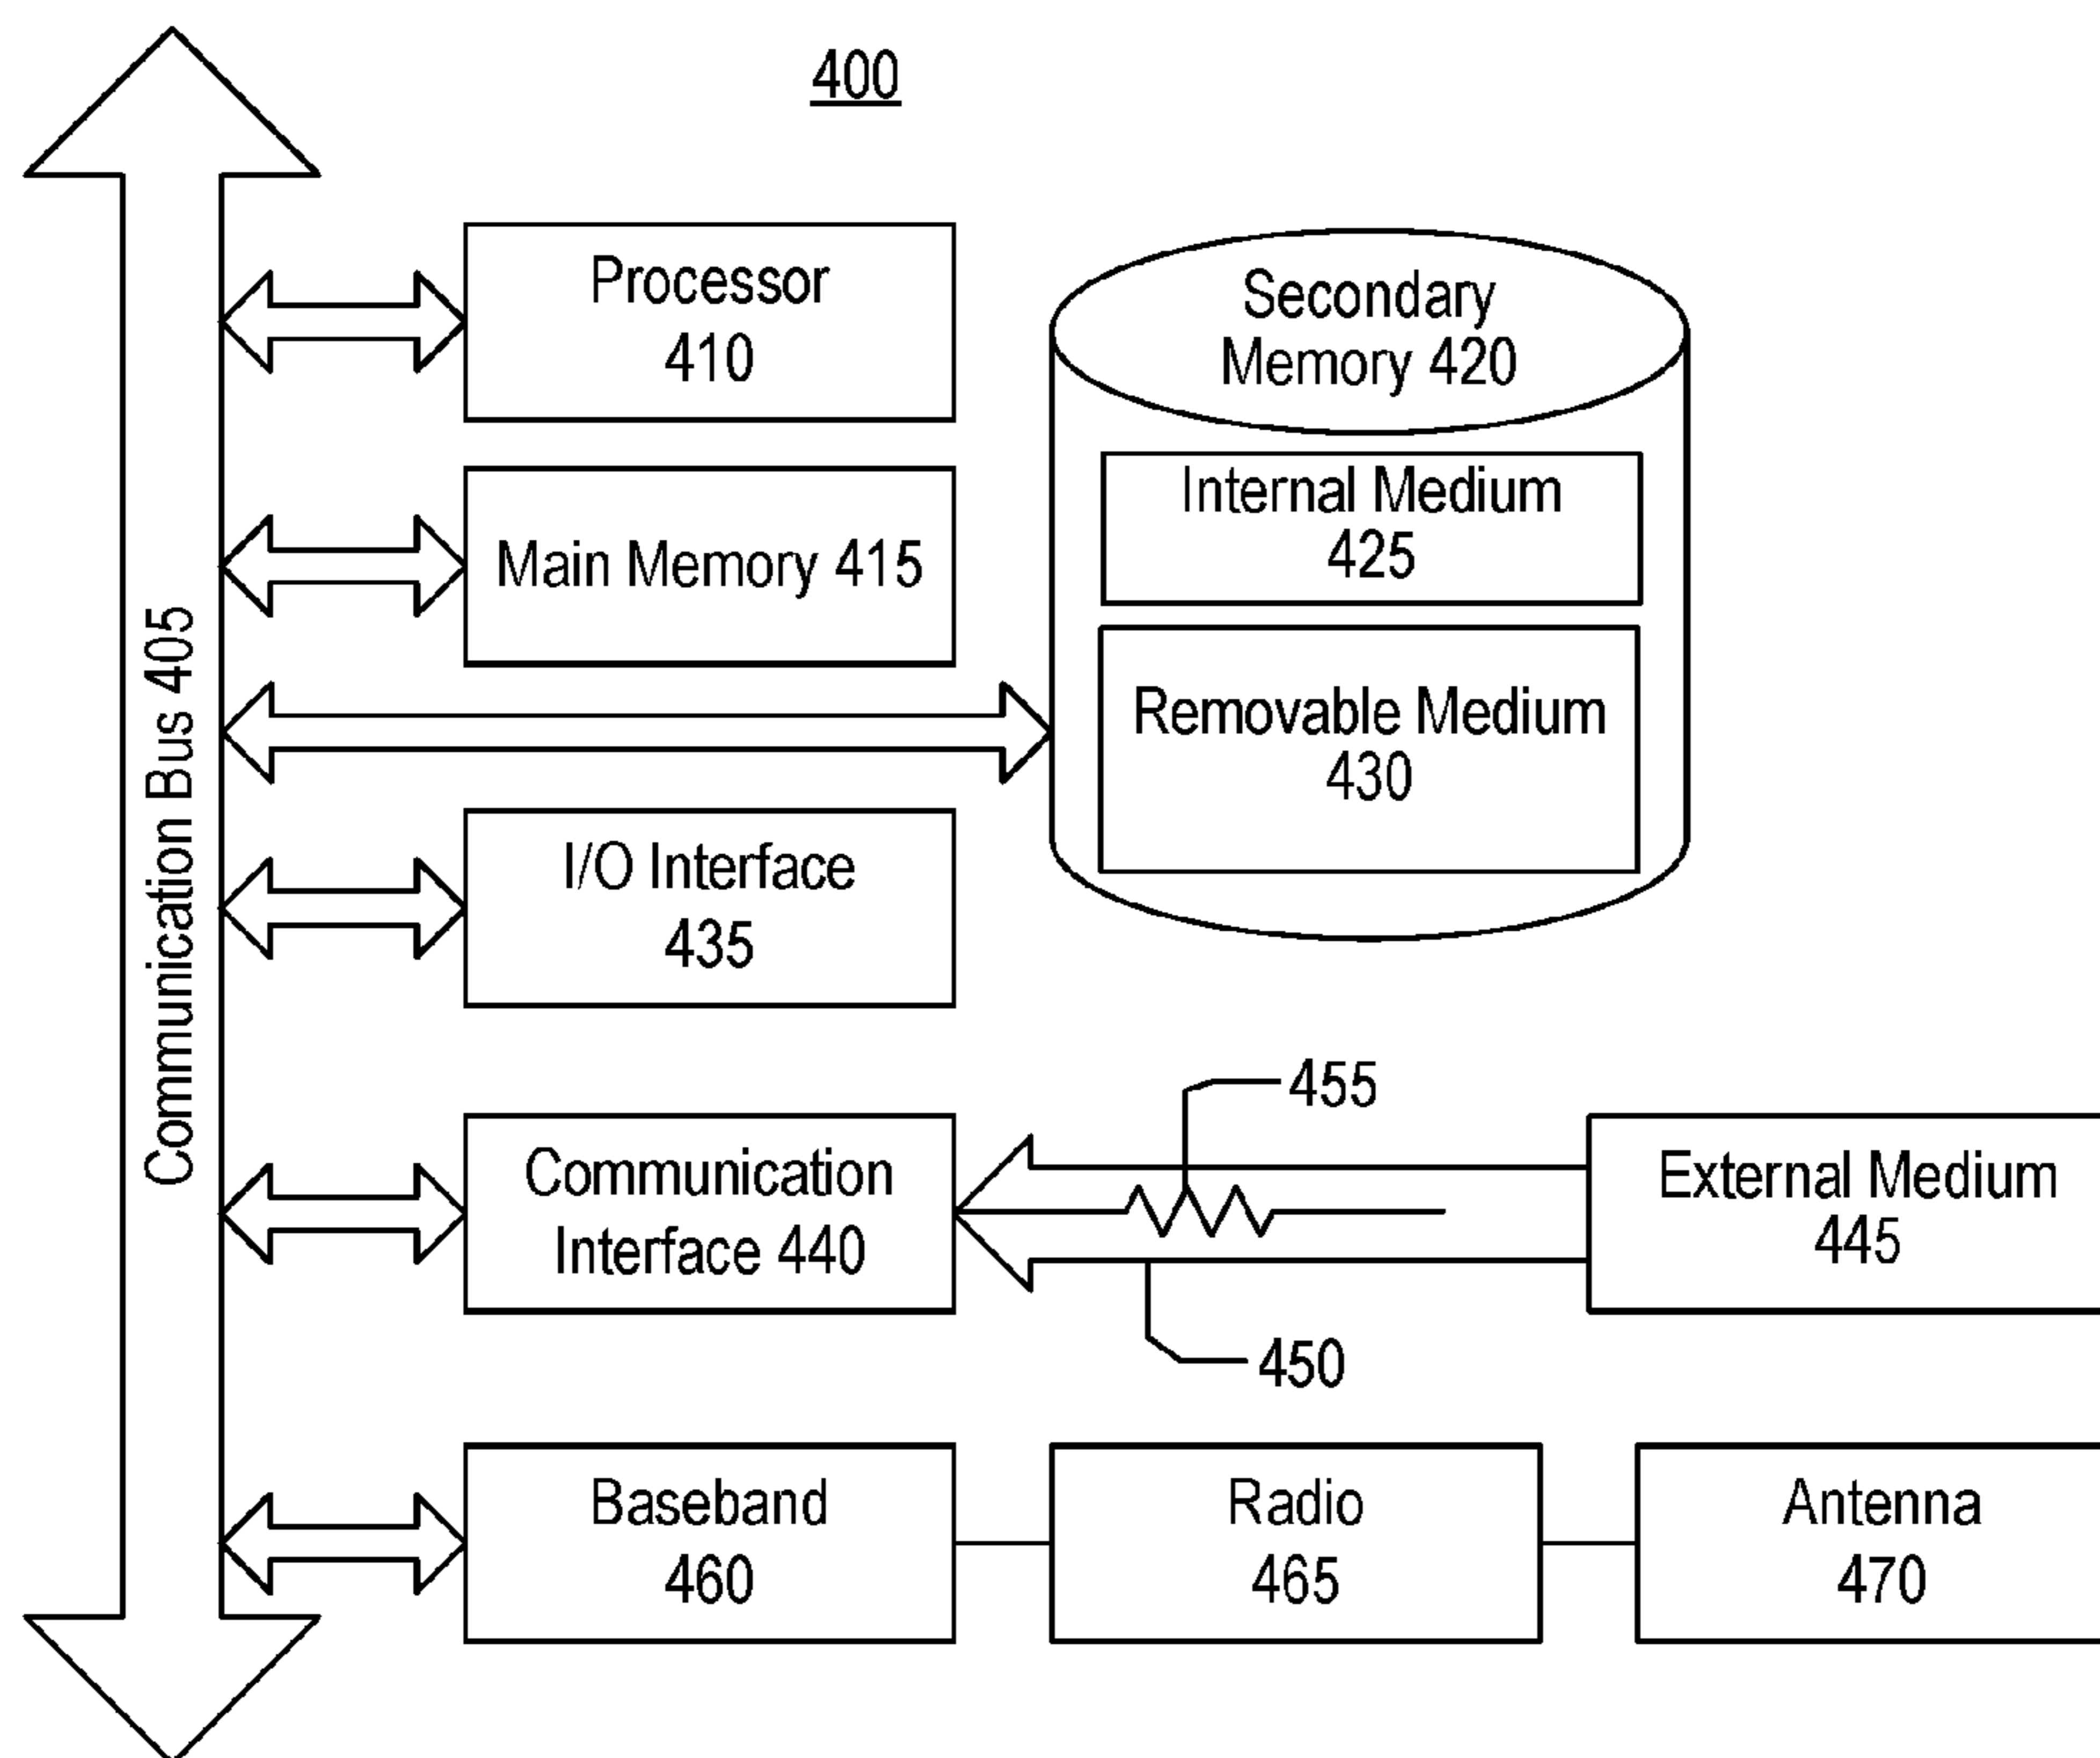 400
Communication Bus 405
Processor
410
Main Memory 415
Secondary
Memory 420
Internal Medium
425
Removable Medium
430
I/O Interface
435
Communication
Interface 440
455
450
External Medium
445
Baseband
460
Radio
465
Antenna
470